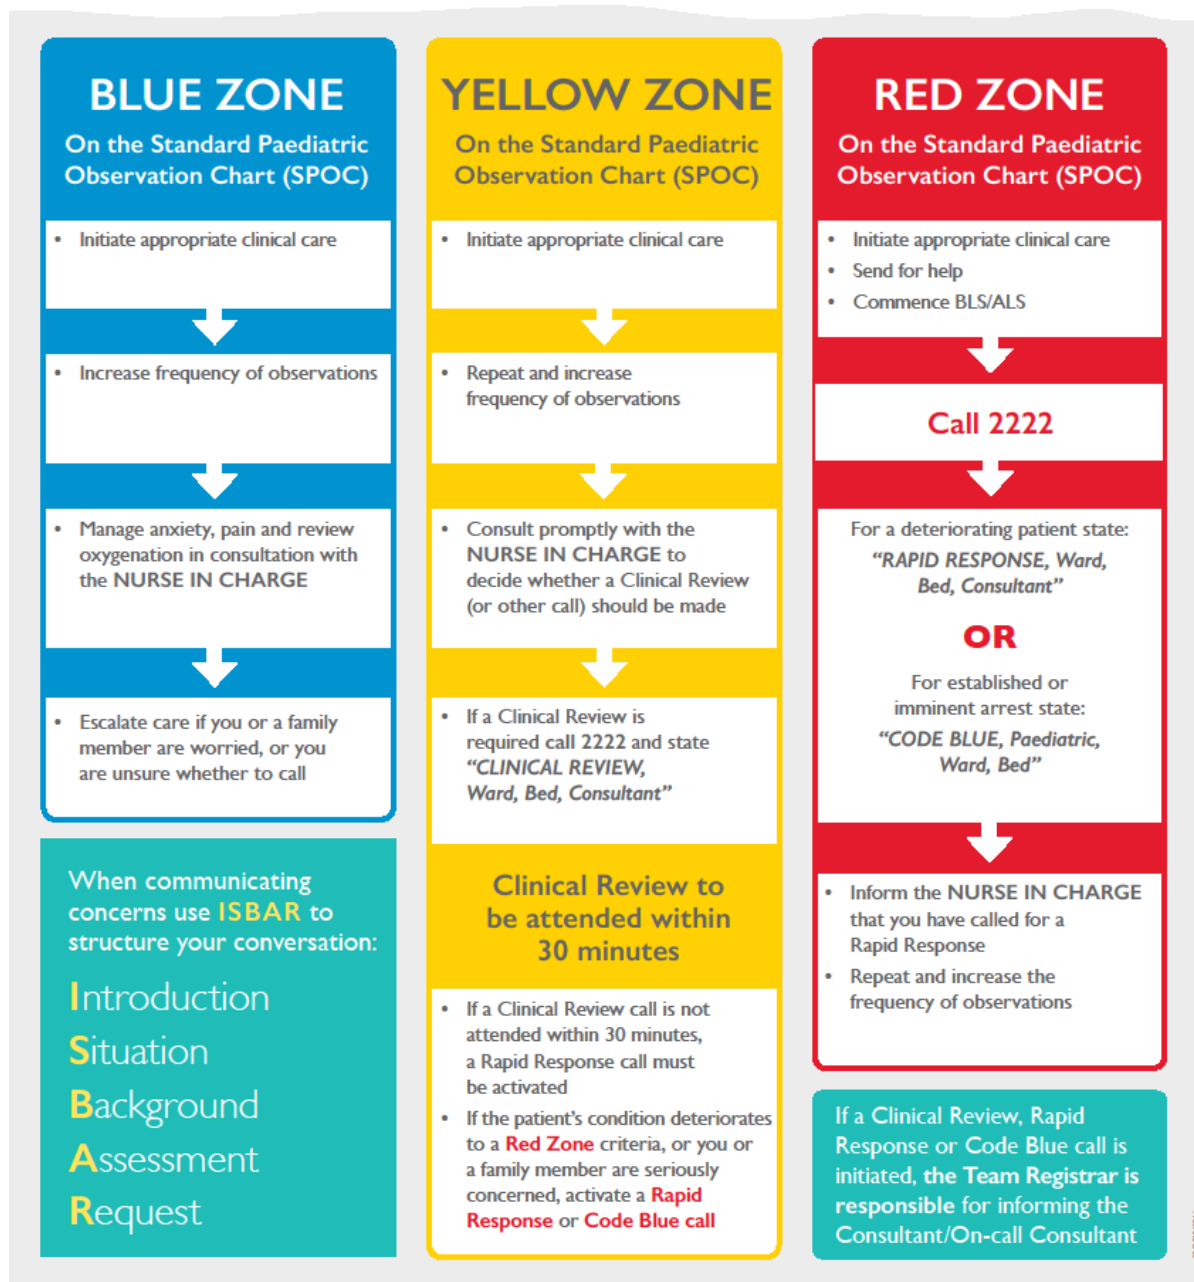 BLUE ZONE
On the Standard Paediatric
Observation Chart (SPOC)
• Initiate appropriate clinical care
• Increase frequency of observations
• Manage anxiety, pain and review
oxygenation in consultation with
the NURSE IN CHARGE
• Escalate care if you or a family
member are worried, or you
are unsure whether to call
When communicating
concerns use ISBAR to
structure your conversation:
Introduction
Situation
Background
Assessment
Request
YELLOW ZONE
On the Standard Paediatric
Observation Chart (SPOC)
• Initiate appropriate clinical care
• Repeat and increase
frequency of observations
• Consult promptly with the
NURSE IN CHARGE to
decide whether a Clinical Review
(or other call) should be made
• If a Clinical Review is
required call 2222 and state
“CLINICAL REVIEW,
Ward, Bed, Consultant”
Clinical Review to
be attended within
30 minutes
• If a Clinical Review call is not
attended within 30 minutes,
a Rapid Response call must
be activated
• If the patient’s condition deteriorates
to a Red Zone criteria, or you or
a family member are seriously
concerned, activate a Rapid
Response or Code Blue call
RED ZONE
On the Standard Paediatric
Observation Chart (SPOC)
• Initiate appropriate clinical care
• Send for help
• Commence BLS/ALS
Call 2222
For a deteriorating patient state:
“RAPID RESPONSE, Ward,
Bed, Consultant”
OR
For established or
imminent arrest state:
“CODE BLUE, Paediatric,
Ward, Bed”
• Inform the NURSE IN CHARGE
that you have called for a
Rapid Response
• Repeat and increase the
frequency of observations
If a Clinical Review, Rapid
Response or Code Blue call is
initiated, the Team Registrar is
responsible for informing the
Consultant/On-call Consultant